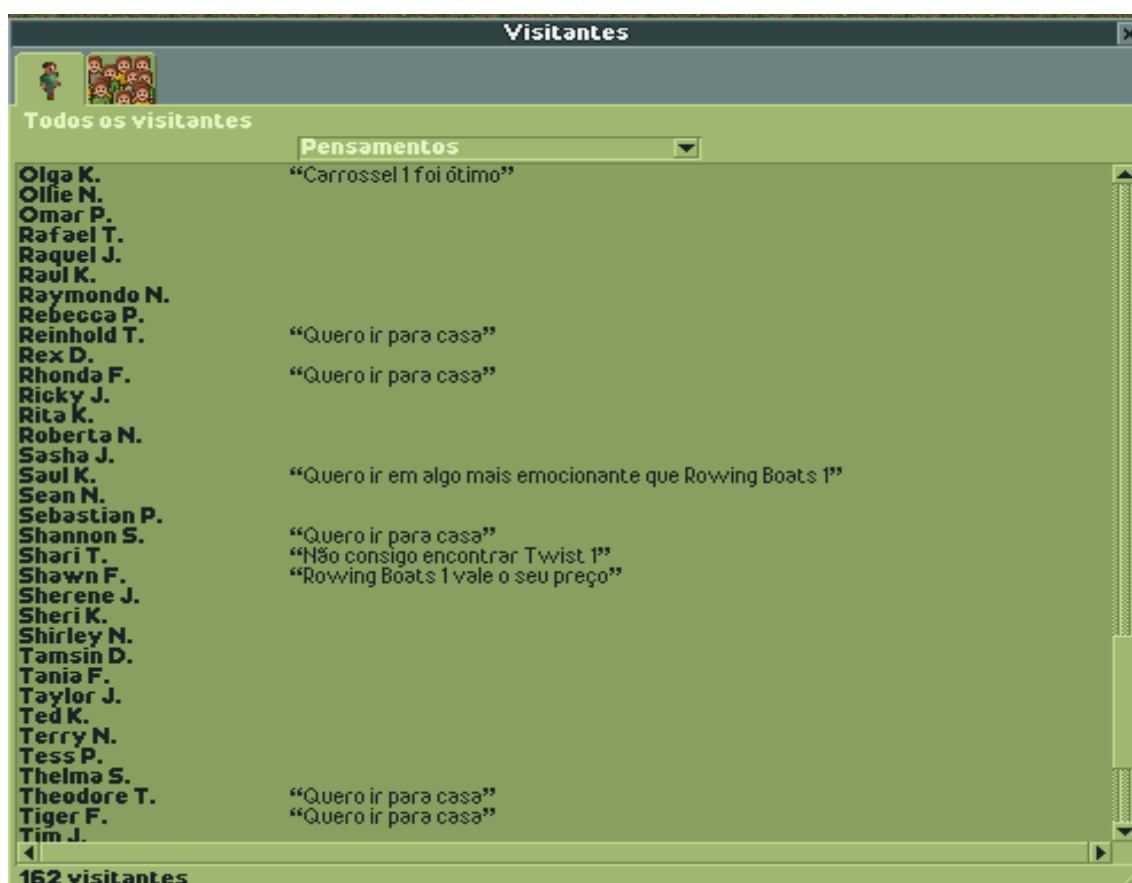 Visitantes
Todos os visitantes
Pensamentos
Olga K. “Carrossel 1 foi ótimo”
Ollie N.
Omar P.
Rafael T.
Raquel J.
Raul K.
Raymondo N.
Rebecca P.
Reinhold T. “Quero ir para casa”
Rex D.
Rhonda F. “Quero ir para casa”
Ricky J.
Rita K.
Roberta N.
Sasha J.
Saul K. “Quero ir em algo mais emocionante que Rowing Boats 1”
Sean N.
Sebastian P.
Shannon S. “Quero ir para casa”
Shari T. “Não consigo encontrar Twist 1”
Shawn F. “Rowing Boats 1 vale o seu preço”
Sherene J.
Sheri K.
Shirley N.
Tamsin D.
Tania F.
Taylor J.
Ted K.
Terry N.
Tess P.
Thelma S.
Theodore T. “Quero ir para casa”
Tiger F. “Quero ir para casa”
Tim J.
162 visitantes